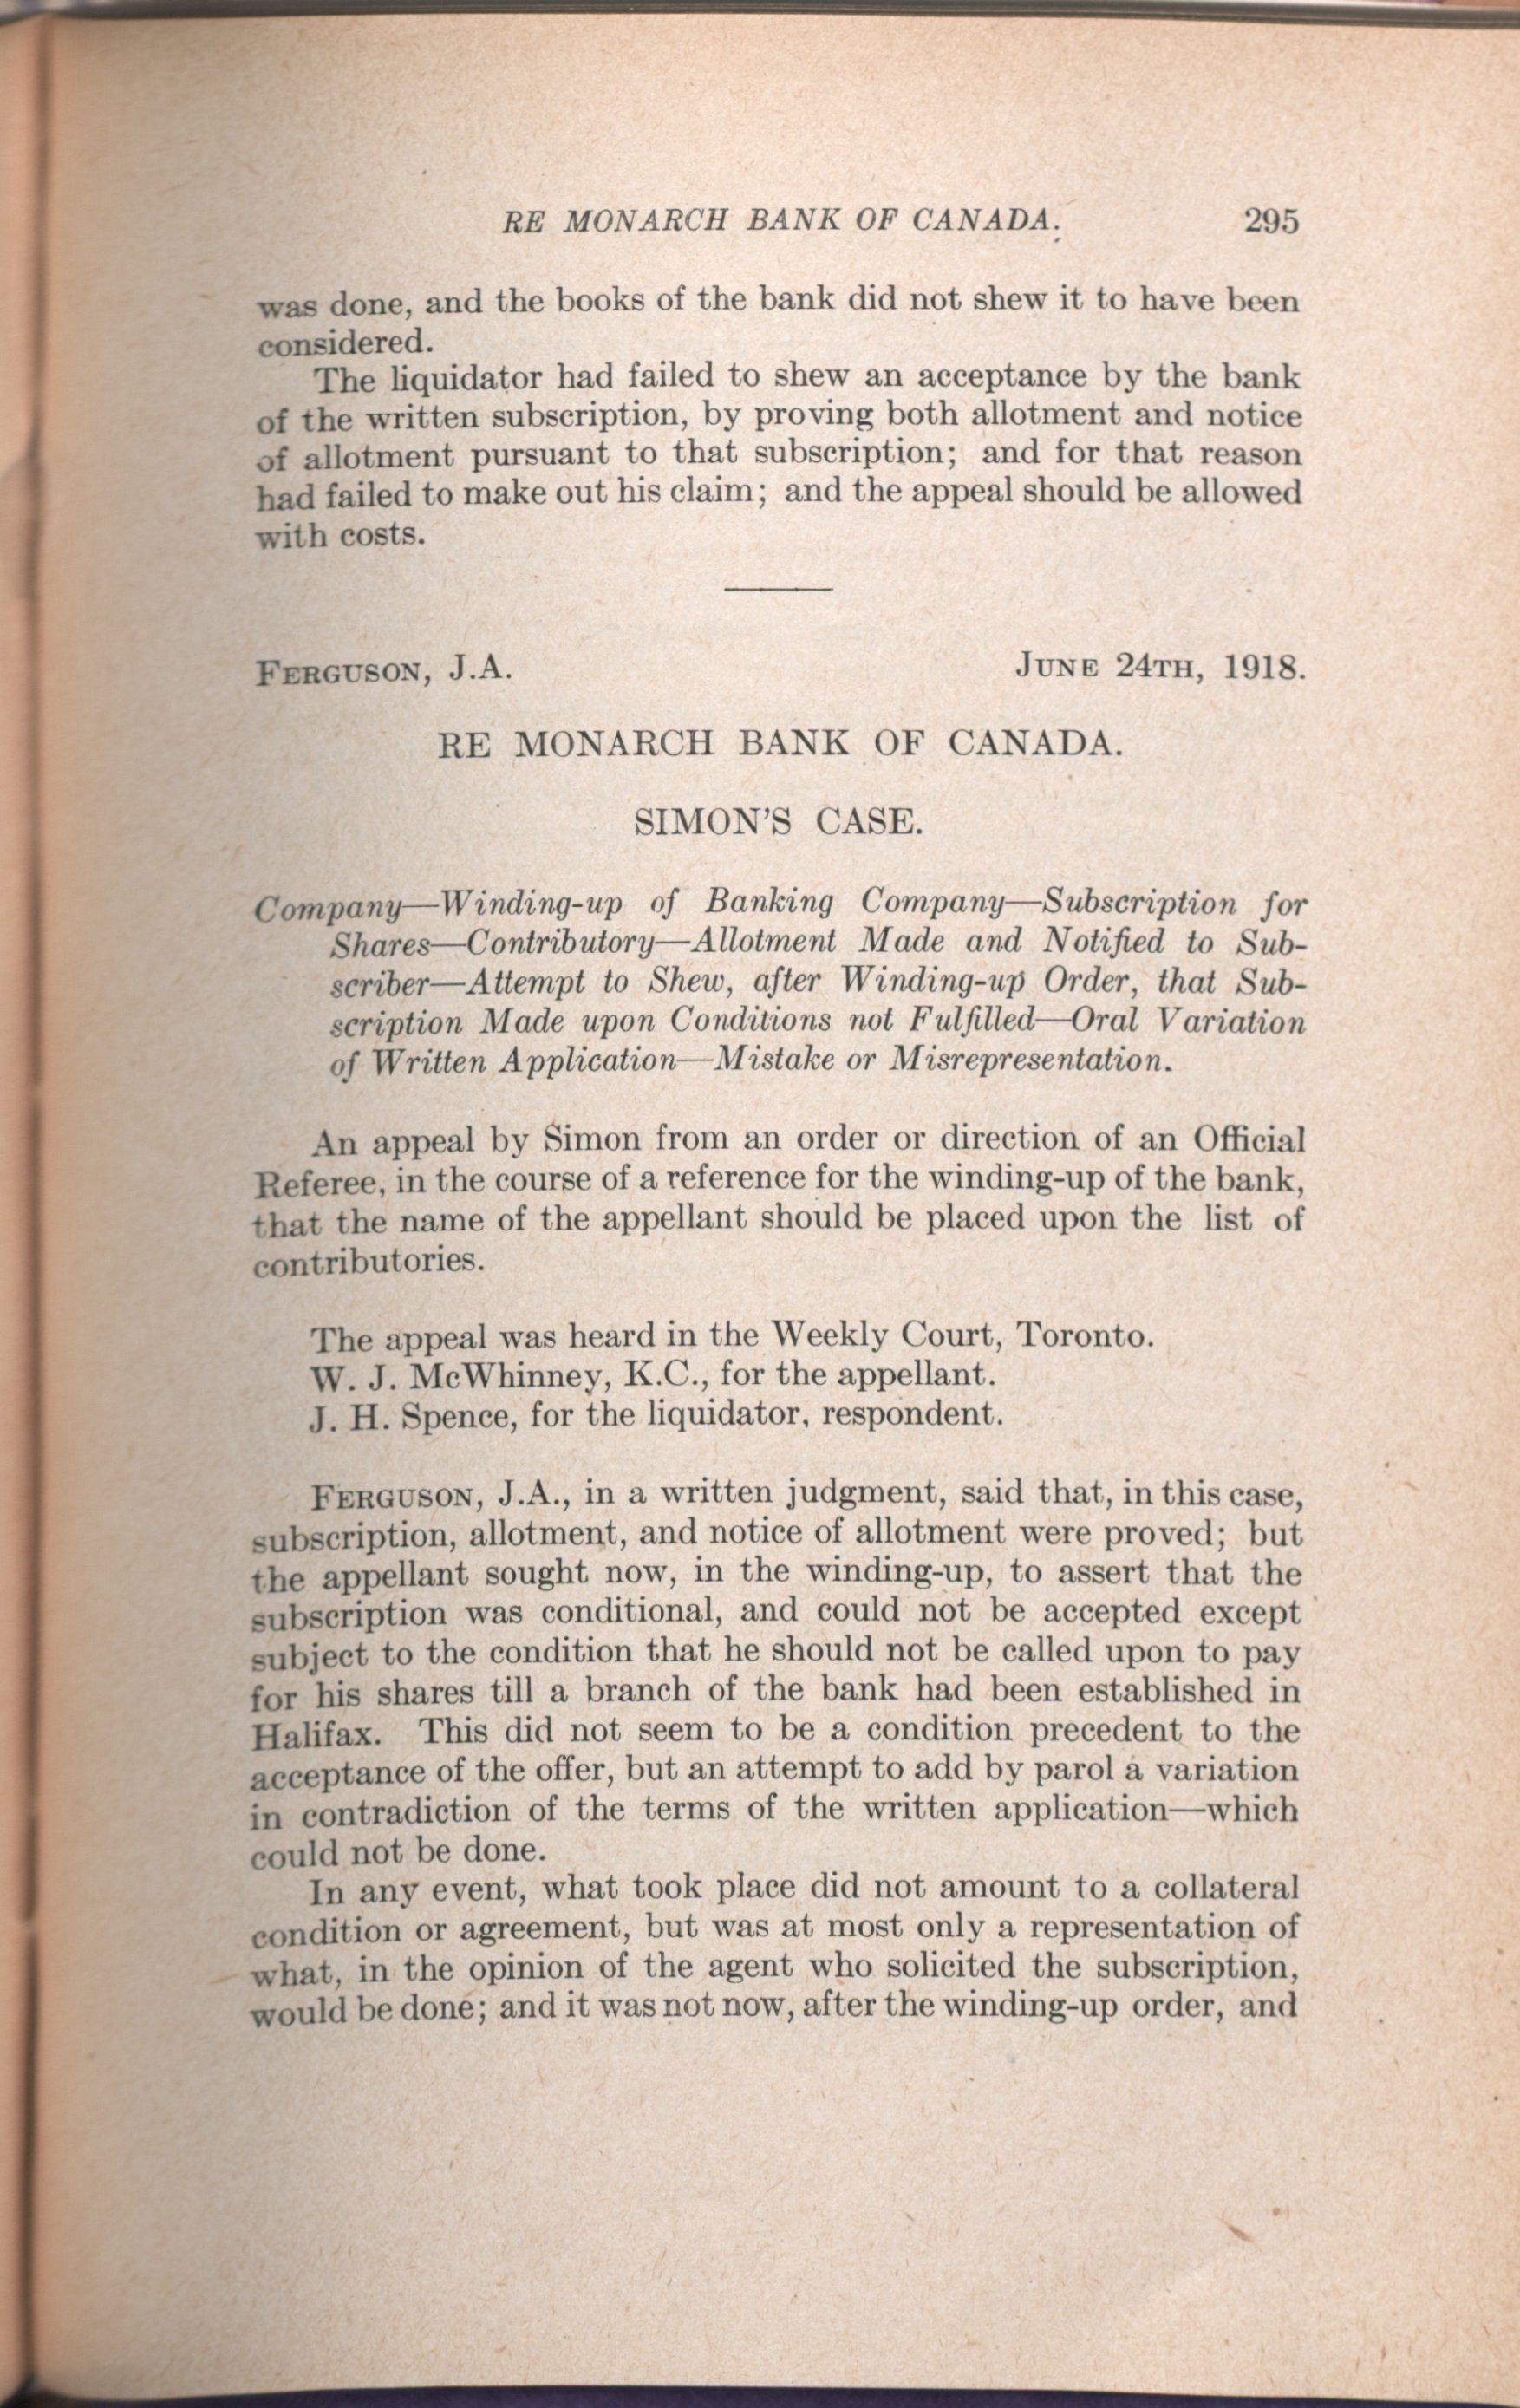 RE MONARCH BANK OF CANADA. 295
was done, and the books of the bank did not shew it to have been
considered.
The liquidator had failed to shew an acceptance by the bank
of the written subscription, by proving both allotment and notice
of allotment pursuant to that subscription; and for that reason
had failed to make out his claim; and the appeal should be allowed
with costs.
FERGUSON, J.A. JUNE 24TH, 1918.
RE MONARCH BANK OF CANADA.
SIMON'S CASE.
Company—Winding-up of Banking Company—Subscription for
Shares—Contributory—Allotment Made and Notified to Sub-
scriber—Attempt to Shew, after Winding-up Order, that Sub-
scription Made upon Conditions not Fulfilled—Oral Variation
of Written Application—Mistake or Misrepresentation.
An appeal by Simon from an order or direction of an Official
Referee, in the course of a reference for the winding-up of the bank,
that the name of the appellant should be placed upon the list of
contributories.
The appeal was heard in the Weekly Court, Toronto.
W. J. McWhinney, K.C., for the appellant.
J. H. Spence, for the liquidator, respondent.
FERGUSON, J.A., in a written judgment, said that, in this case,
subscription, allotment, and notice of allotment were proved; but
the appellant sought now, in the winding-up, to assert that the
subscription was conditional, and could not be accepted except
subject to the condition that he should not be called upon to pay
for his shares till a branch of the bank had been established in
Halifax. This did not seem to be a condition precedent to the
acceptance of the offer, but an attempt to add by parol a variation
in contradiction of the terms of the written application—which
could not be done.
In any event, what took place did not amount to a collateral
condition or agreement, but was at most only a representation of
what, in the opinion of the agent who solicited the subscription,
would be done; and it was not now, after the winding-up order, and